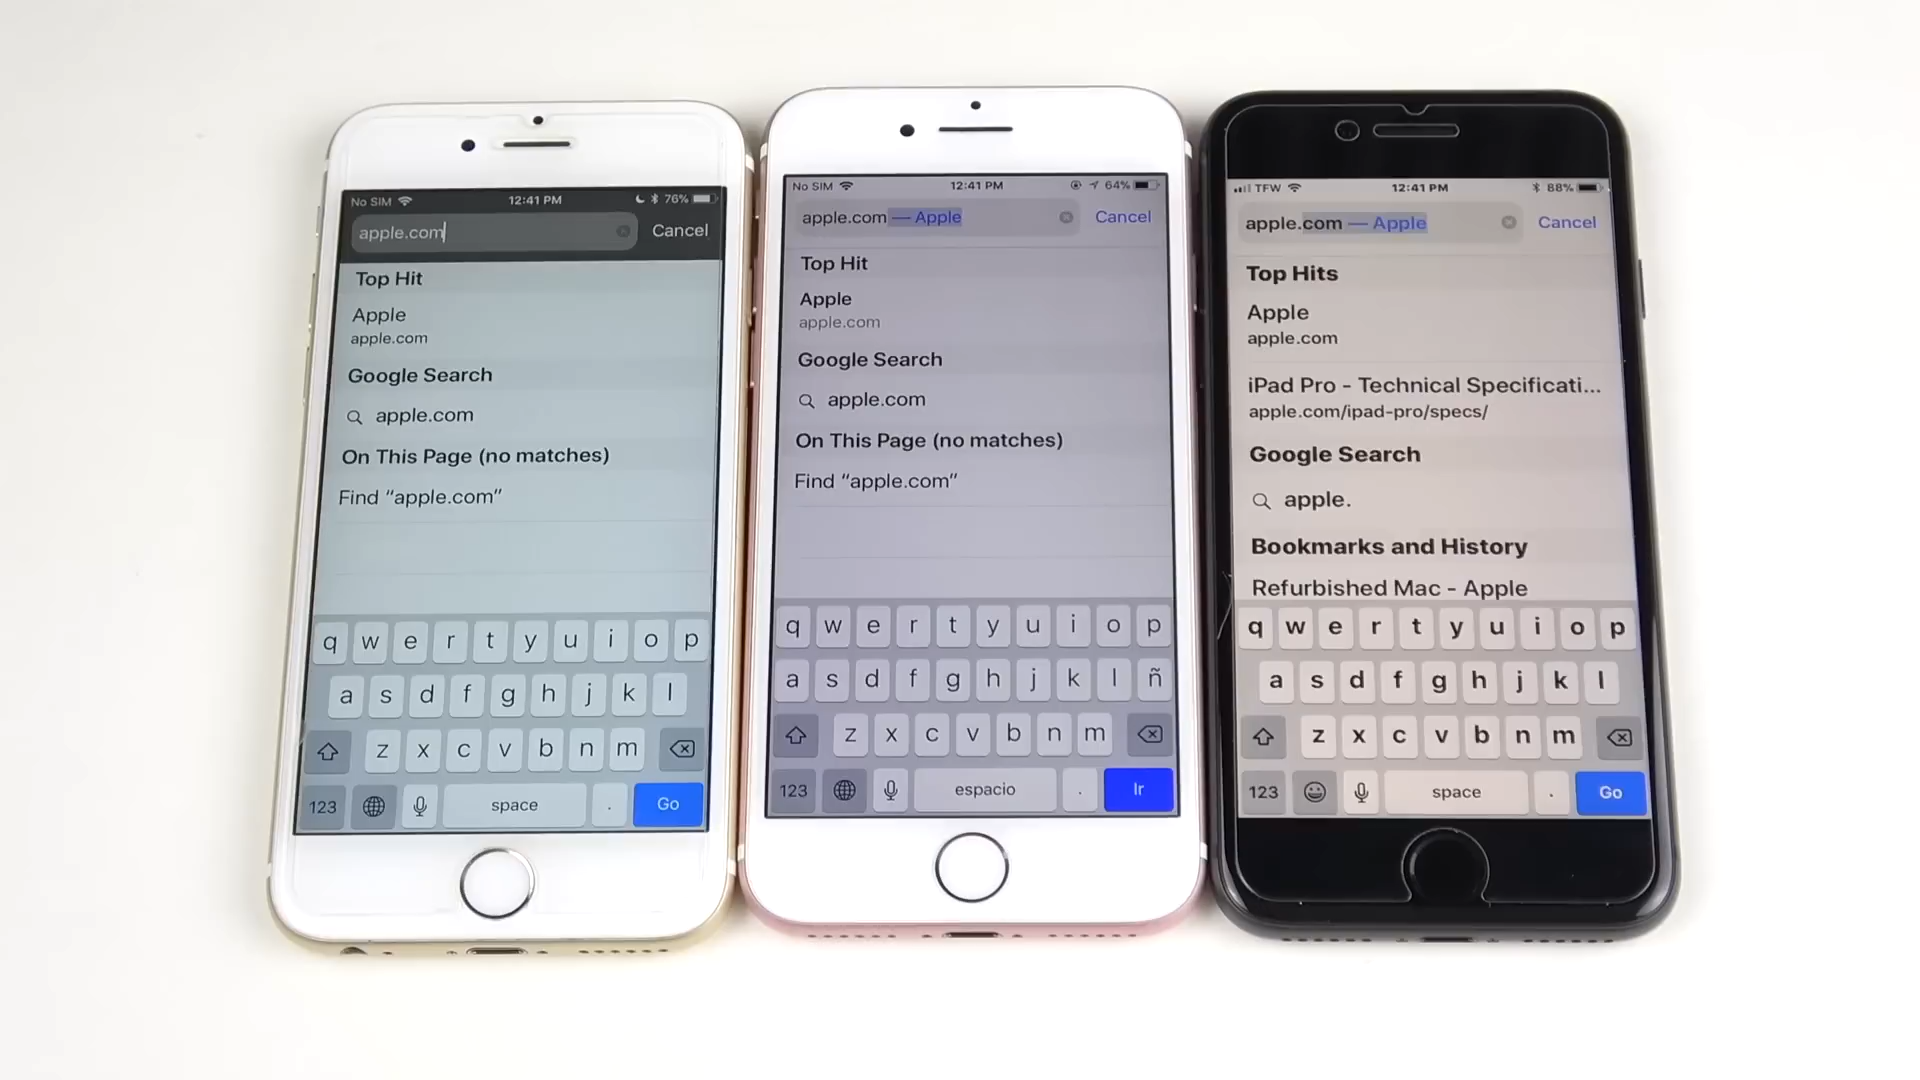 No SIM 12:41 PM 76%
apple.com Cancel
Top Hit
Apple
apple.com
Google Search
apple.com
On This Page (no matches)
Find “apple.com”
q w e r t y u i o p
a s d f g h j k l
z x c v b n m
123 space . Go
No SIM 12:41 PM 64%
apple.com — Apple Cancel
Top Hit
Apple
apple.com
Google Search
apple.com
On This Page (no matches)
Find “apple.com”
q w e r t y u i o p
a s d f g h j k l ñ
z x c v b n m
123 espacio . Ir
TFW 12:41 PM 88%
apple.com — Apple Cancel
Top Hits
Apple
apple.com
iPad Pro - Technical Specificati...
apple.com/ipad-pro/specs/
Google Search
apple.
Bookmarks and History
Refurbished Mac - Apple
q w e r t y u i o p
a s d f g h j k l
z x c v b n m
123 space . Go